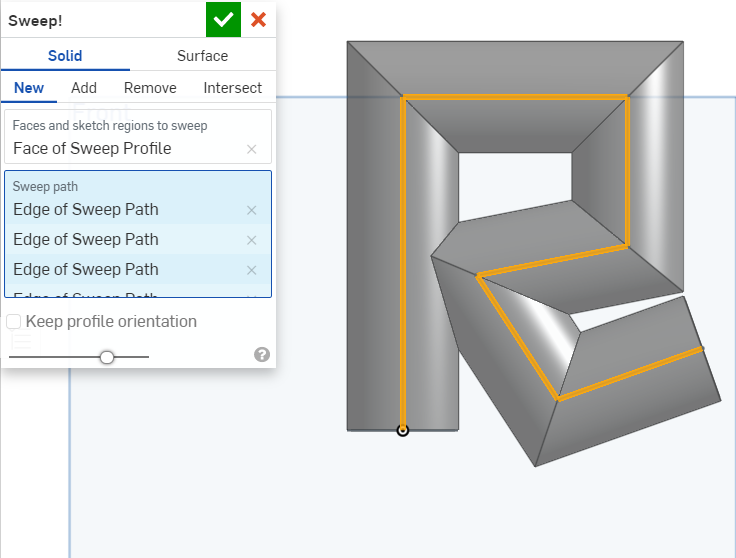 Sweep!
Solid Surface
New Add Remove Intersect
Front
Faces and sketch regions to sweep
Face of Sweep Profile
Sweep path
Edge of Sweep Path
Edge of Sweep Path
Edge of Sweep Path
Edge of Sweep Path
Keep profile orientation
?